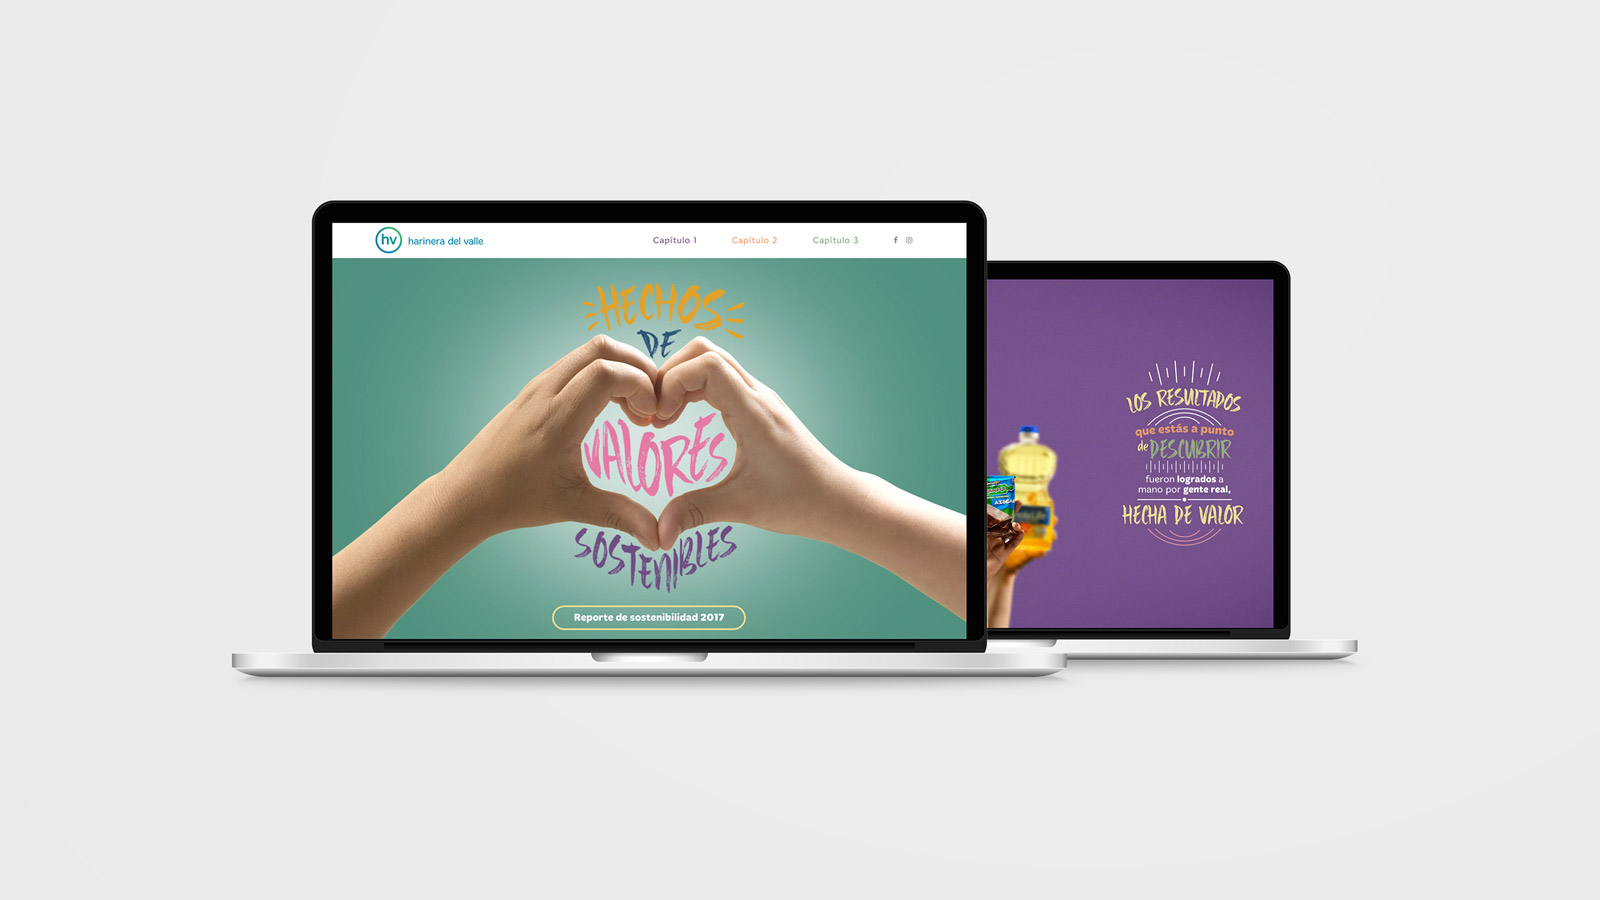 hv harinera del valle
Capítulo 1 Capítulo 2 Capítulo 3
HECHOS
DE
VALORES
SOSTENIBLES
Reporte de sostenibilidad 2017
LOS RESULTADOS
que estás a punto
de DESCUBRIR
fueron logrados a
mano por gente real,
HECHA DE VALOR